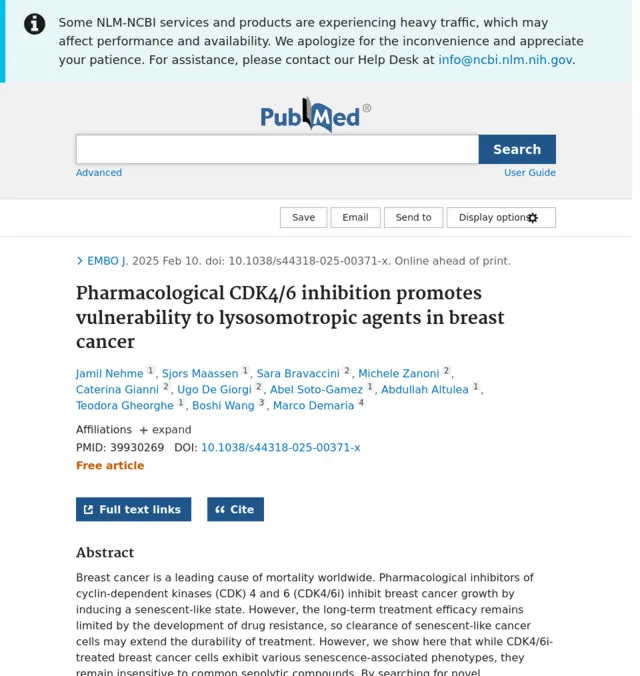 Some NLM-NCBI services and products are experiencing heavy traffic, which may
affect performance and availability. We apologize for the inconvenience and appreciate
your patience. For assistance, please contact our Help Desk at info@ncbi.nlm.nih.gov.
PubMed®
Search
Advanced
User Guide
Save
Email
Send to
Display options
EMBO J. 2025 Feb 10. doi: 10.1038/s44318-025-00371-x. Online ahead of print.
Pharmacological CDK4/6 inhibition promotes
vulnerability to lysosomotropic agents in breast
cancer
Jamil Nehme 1, Sjors Maassen 1, Sara Bravaccini 2, Michele Zanoni 2,
Caterina Gianni 2, Ugo De Giorgi 2, Abel Soto-Gamez 1, Abdullah Altulea 1,
Teodora Gheorghe 1, Boshi Wang 3, Marco Demaria 4
Affiliations + expand
PMID: 39930269 DOI: 10.1038/s44318-025-00371-x
Free article
Full text links
Cite
Abstract
Breast cancer is a leading cause of mortality worldwide. Pharmacological inhibitors of
cyclin-dependent kinases (CDK) 4 and 6 (CDK4/6i) inhibit breast cancer growth by
inducing a senescent-like state. However, the long-term treatment efficacy remains
limited by the development of drug resistance, so clearance of senescent-like cancer
cells may extend the durability of treatment. However, we show here that while CDK4/6i-
treated breast cancer cells exhibit various senescence-associated phenotypes, they
remain insensitive to common senolytic compounds. By searching for novel